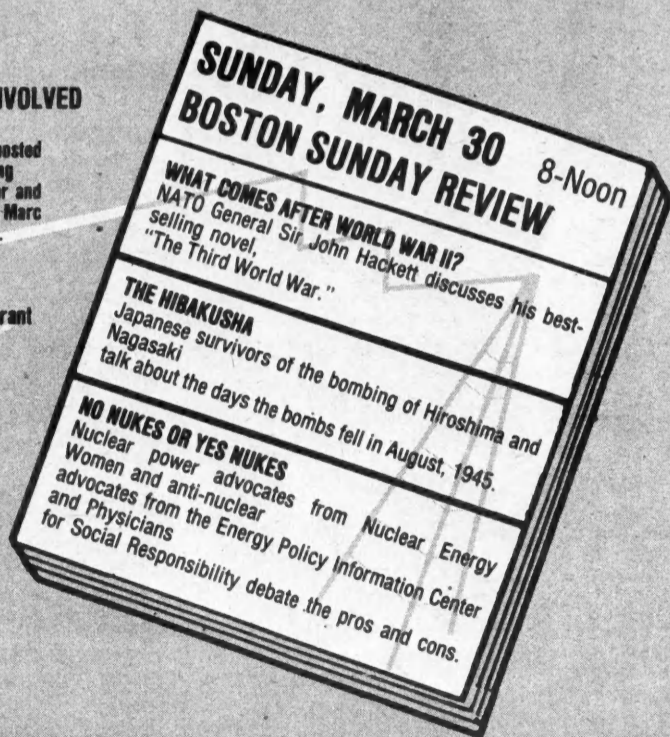 NVOLVED
osted
ng
r and
Marc
rant
SUNDAY, MARCH 30 8-Noon
BOSTON SUNDAY REVIEW
WHAT COMES AFTER WORLD WAR II?
NATO General Sir John Hackett discusses his best-
selling novel,
"The Third World War."
THE HIBAKUSHA
Japanese survivors of the bombing of Hiroshima and
Nagasaki
talk about the days the bombs fell in August, 1945.
NO NUKES OR YES NUKES
Nuclear power advocates from Nuclear Energy
Women and anti-nuclear
advocates from the Energy Policy Information Center
and Physicians
for Social Responsibility debate the pros and cons.